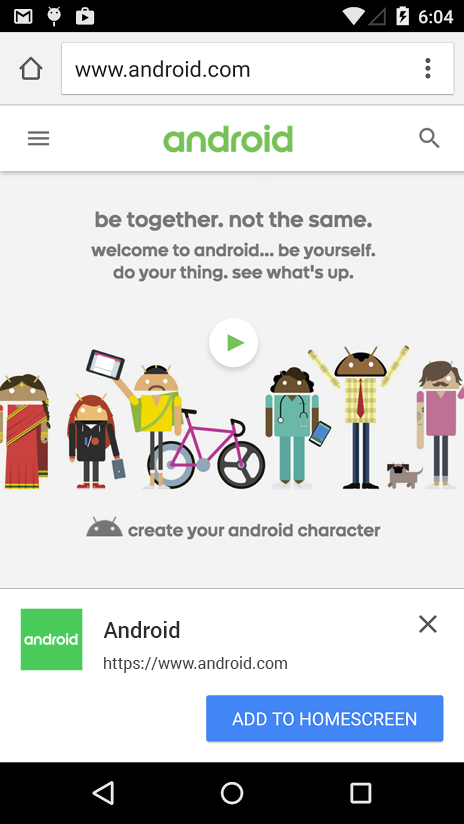 6:04
www.android.com
android
be together. not the same.
welcome to android... be yourself.
do your thing. see what's up.
create your android character
android
Android
https://www.android.com
ADD TO HOMESCREEN